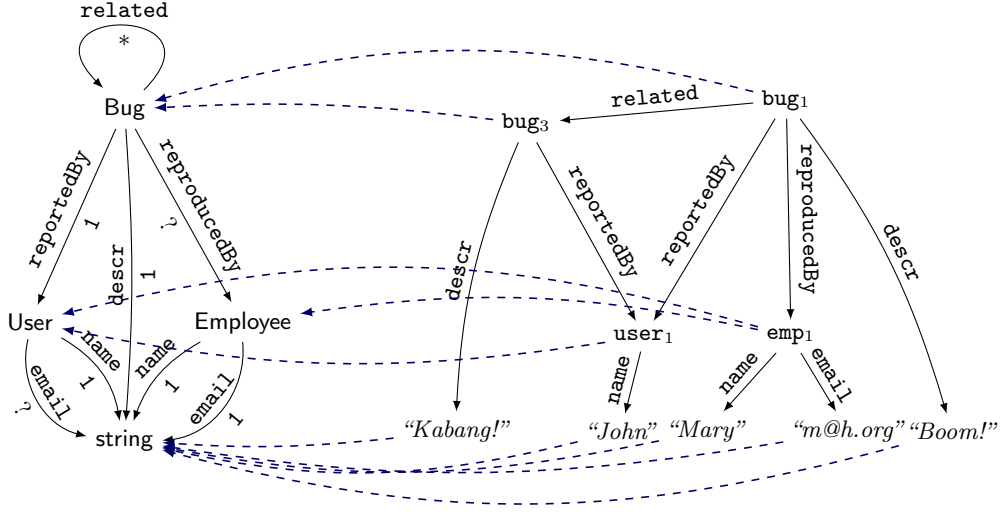 related
*
Bug
related
bug₁
bug₃
reportedBy
1
descr
1
reproducedBy
?
reportedBy
reportedBy
reproducedBy
descr
descr
User
Employee
user₁
emp₁
name
1
name
1
email
?
email
1
name
name
email
string
“Kabang!”
“John”
“Mary”
“m@h.org”
“Boom!”